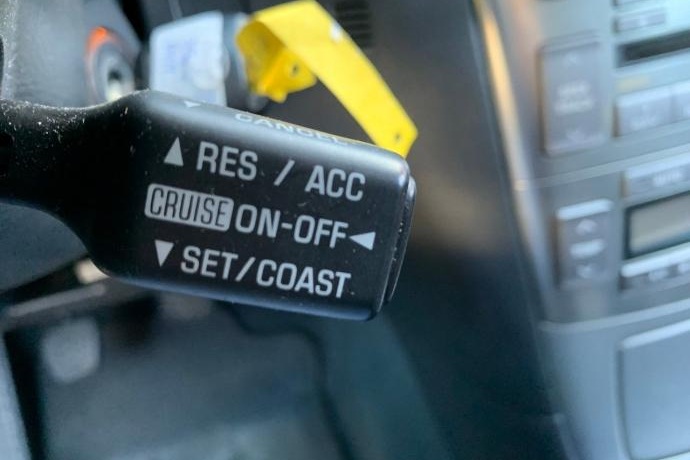 CANCEL
▲ RES / ACC
CRUISE ON-OFF ◀
▼ SET/COAST